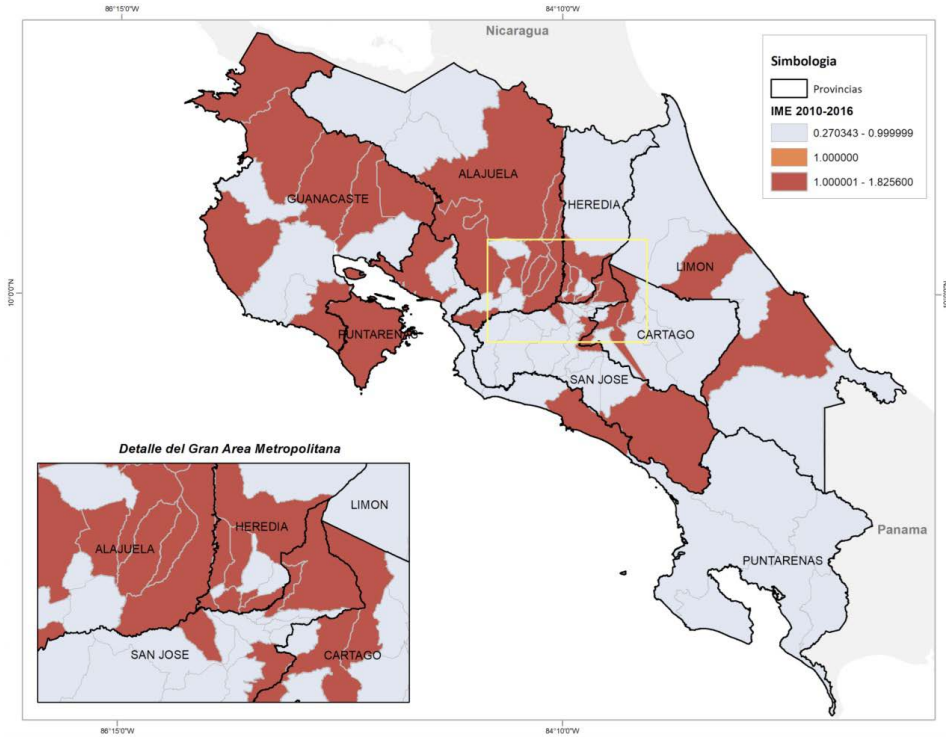 86°15'0"W
84°10'0"W
Nicaragua
Simbologia
Provincias
IME 2010-2016
0.270343 - 0.999999
1.000000
1.000001 - 1.825600
ALAJUELA
GUANACASTE
HEREDIA
LIMON
10°0'0"N
PUNTARENAS
CARTAGO
SAN JOSE
Detalle del Gran Area Metropolitana
LIMON
HEREDIA
ALAJUELA
Panama
PUNTARENAS
SAN JOSE
CARTAGO
86°15'0"W
84°10'0"W